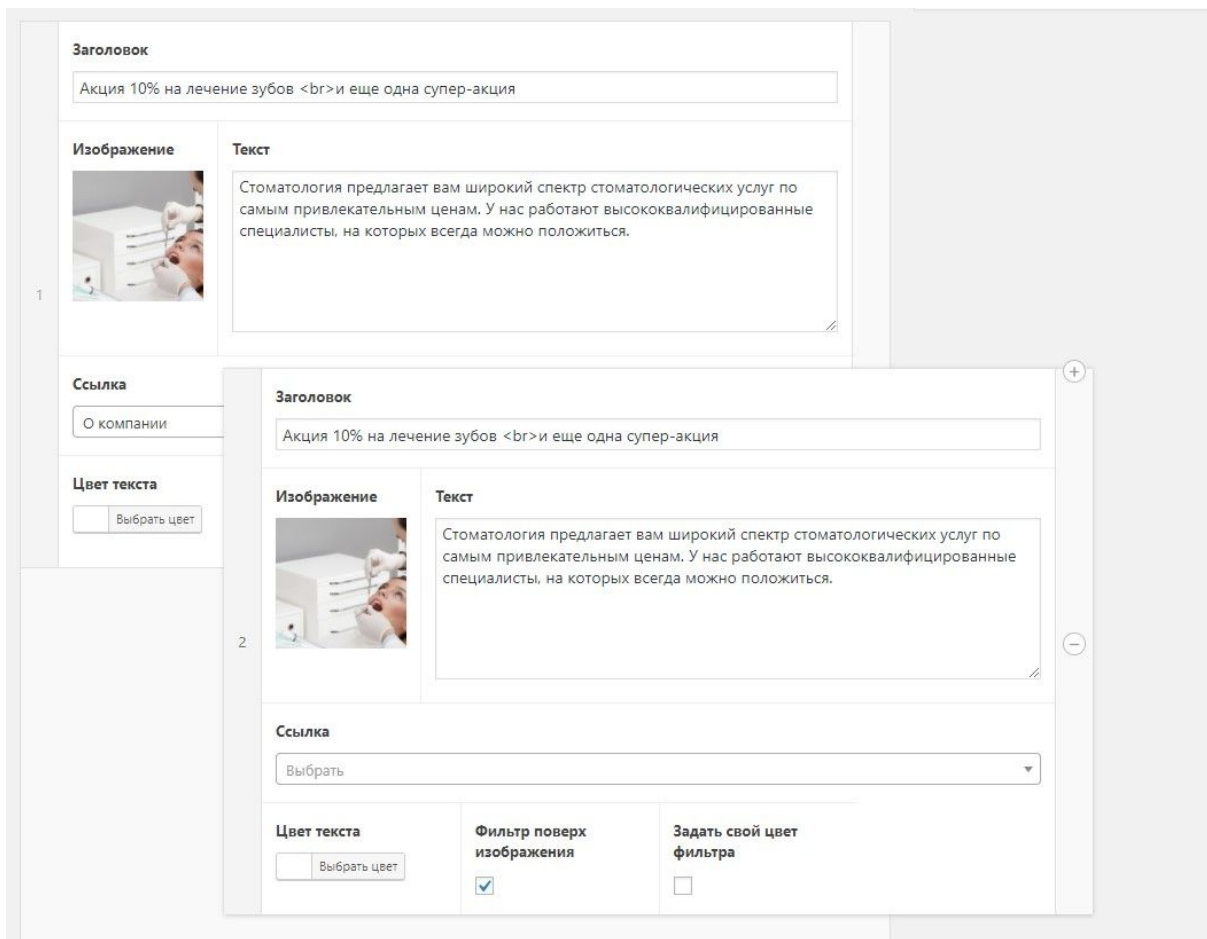 Заголовок
Акция 10% на лечение зубов <br>и еще одна супер-акция
Изображение
Текст
Стоматология предлагает вам широкий спектр стоматологических услуг по
самым привлекательным ценам. У нас работают высококвалифицированные
специалисты, на которых всегда можно положиться.
1
Ссылка
О компании
Цвет текста
Выбрать цвет
Заголовок
Акция 10% на лечение зубов <br>и еще одна супер-акция
Изображение
Текст
Стоматология предлагает вам широкий спектр стоматологических услуг по
самым привлекательным ценам. У нас работают высококвалифицированные
специалисты, на которых всегда можно положиться.
2
Ссылка
Выбрать
Цвет текста
Выбрать цвет
Фильтр поверх
изображения
Задать свой цвет
фильтра